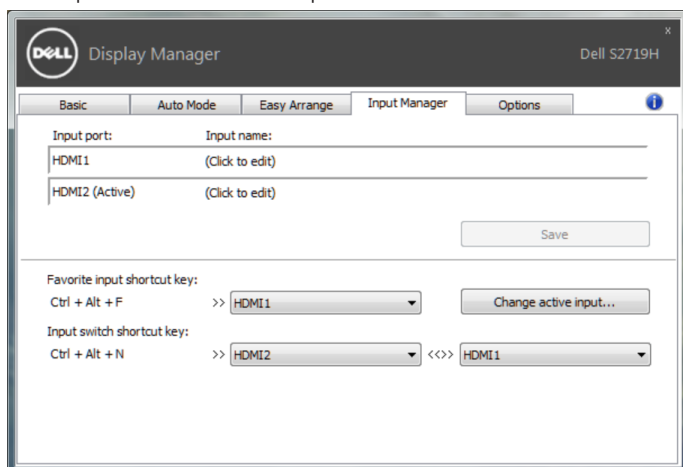 x
DELL Display Manager Dell S2719H
Basic Auto Mode Easy Arrange Input Manager Options i
Input port: Input name:
HDMI1 (Click to edit)
HDMI2 (Active) (Click to edit)
Save
Favorite input shortcut key:
Ctrl + Alt + F >> HDMI1 Change active input...
Input switch shortcut key:
Ctrl + Alt + N >> HDMI2 <<>> HDMI1